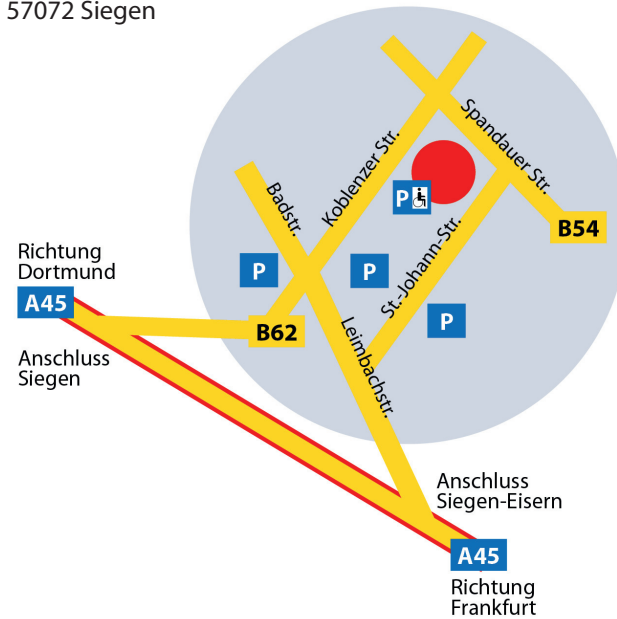 57072 Siegen
Spandauer Str.
Koblenzer Str.
Badstr.
P
St.-Johann-Str.
B54
Richtung
Dortmund
A45
P
P
P
B62
Leimbachstr.
Anschluss
Siegen
Anschluss
Siegen-Eisern
A45
Richtung
Frankfurt